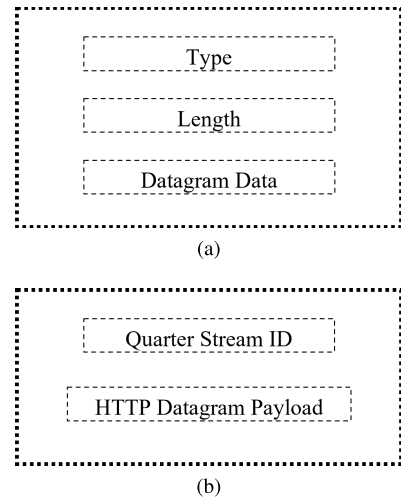 Type
Length
Datagram Data
(a)
Quarter Stream ID
HTTP Datagram Payload
(b)